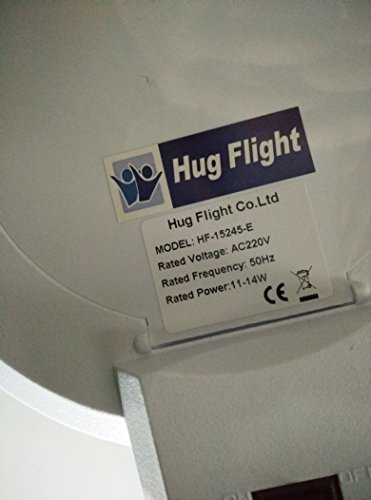 Hug Flight
Hug Flight Co.Ltd
MODEL: HF-15245-E
Rated Voltage: AC220V
Rated Frequency: 50Hz
Rated Power:11-14W
CE